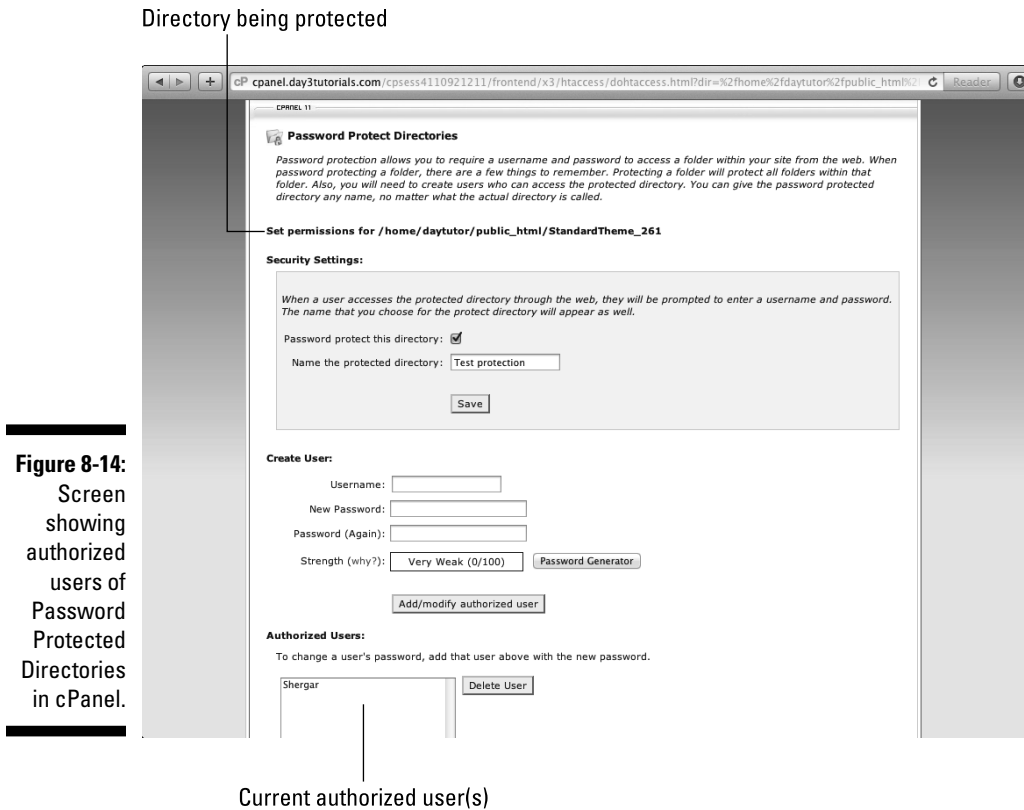 Directory being protected
cP cpanel.day3tutorials.com/cpsess4110921211/frontend/x3/htaccess/dohtaccess.html?dir=%2fhome%2fdaytutor%2fpublic_html%2
Reader
CPANEL 11
Password Protect Directories
Password protection allows you to require a username and password to access a folder within your site from the web. When
password protecting a folder, there are a few things to remember. Protecting a folder will protect all folders within that
folder. Also, you will need to create users who can access the protected directory. You can give the password protected
directory any name, no matter what the actual directory is called.
Set permissions for /home/daytutor/public_html/StandardTheme_261
Security Settings:
When a user accesses the protected directory through the web, they will be prompted to enter a username and password.
The name that you choose for the protect directory will appear as well.
Password protect this directory:
Name the protected directory: Test protection
Save
Create User:
Username:
New Password:
Password (Again):
Strength (why?): Very Weak (0/100) Password Generator
Add/modify authorized user
Authorized Users:
To change a user's password, add that user above with the new password.
Shergar Delete User
Figure 8-14:
Screen
showing
authorized
users of
Password
Protected
Directories
in cPanel.
Current authorized user(s)